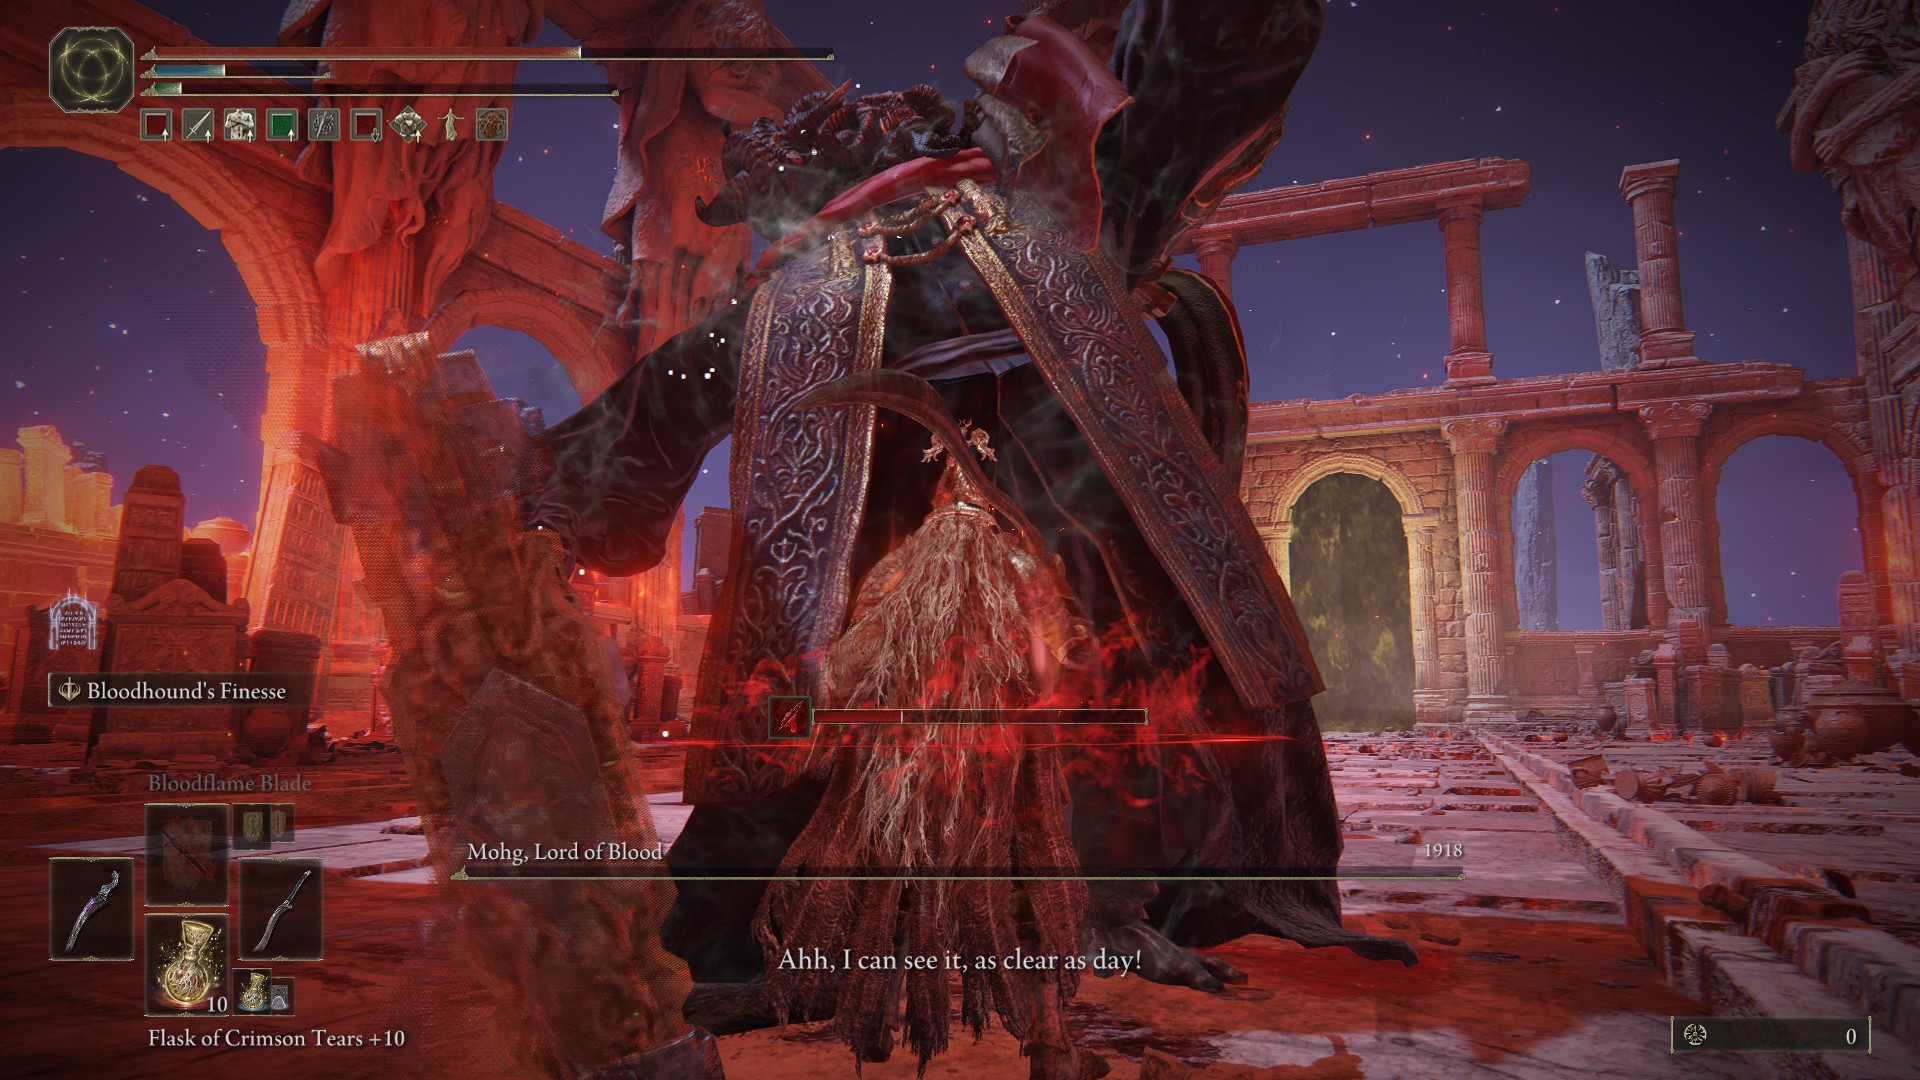 Bloodhound's Finesse
Bloodflame Blade
Mohg, Lord of Blood
1918
Ahh, I can see it, as clear as day!
10
Flask of Crimson Tears +10
0